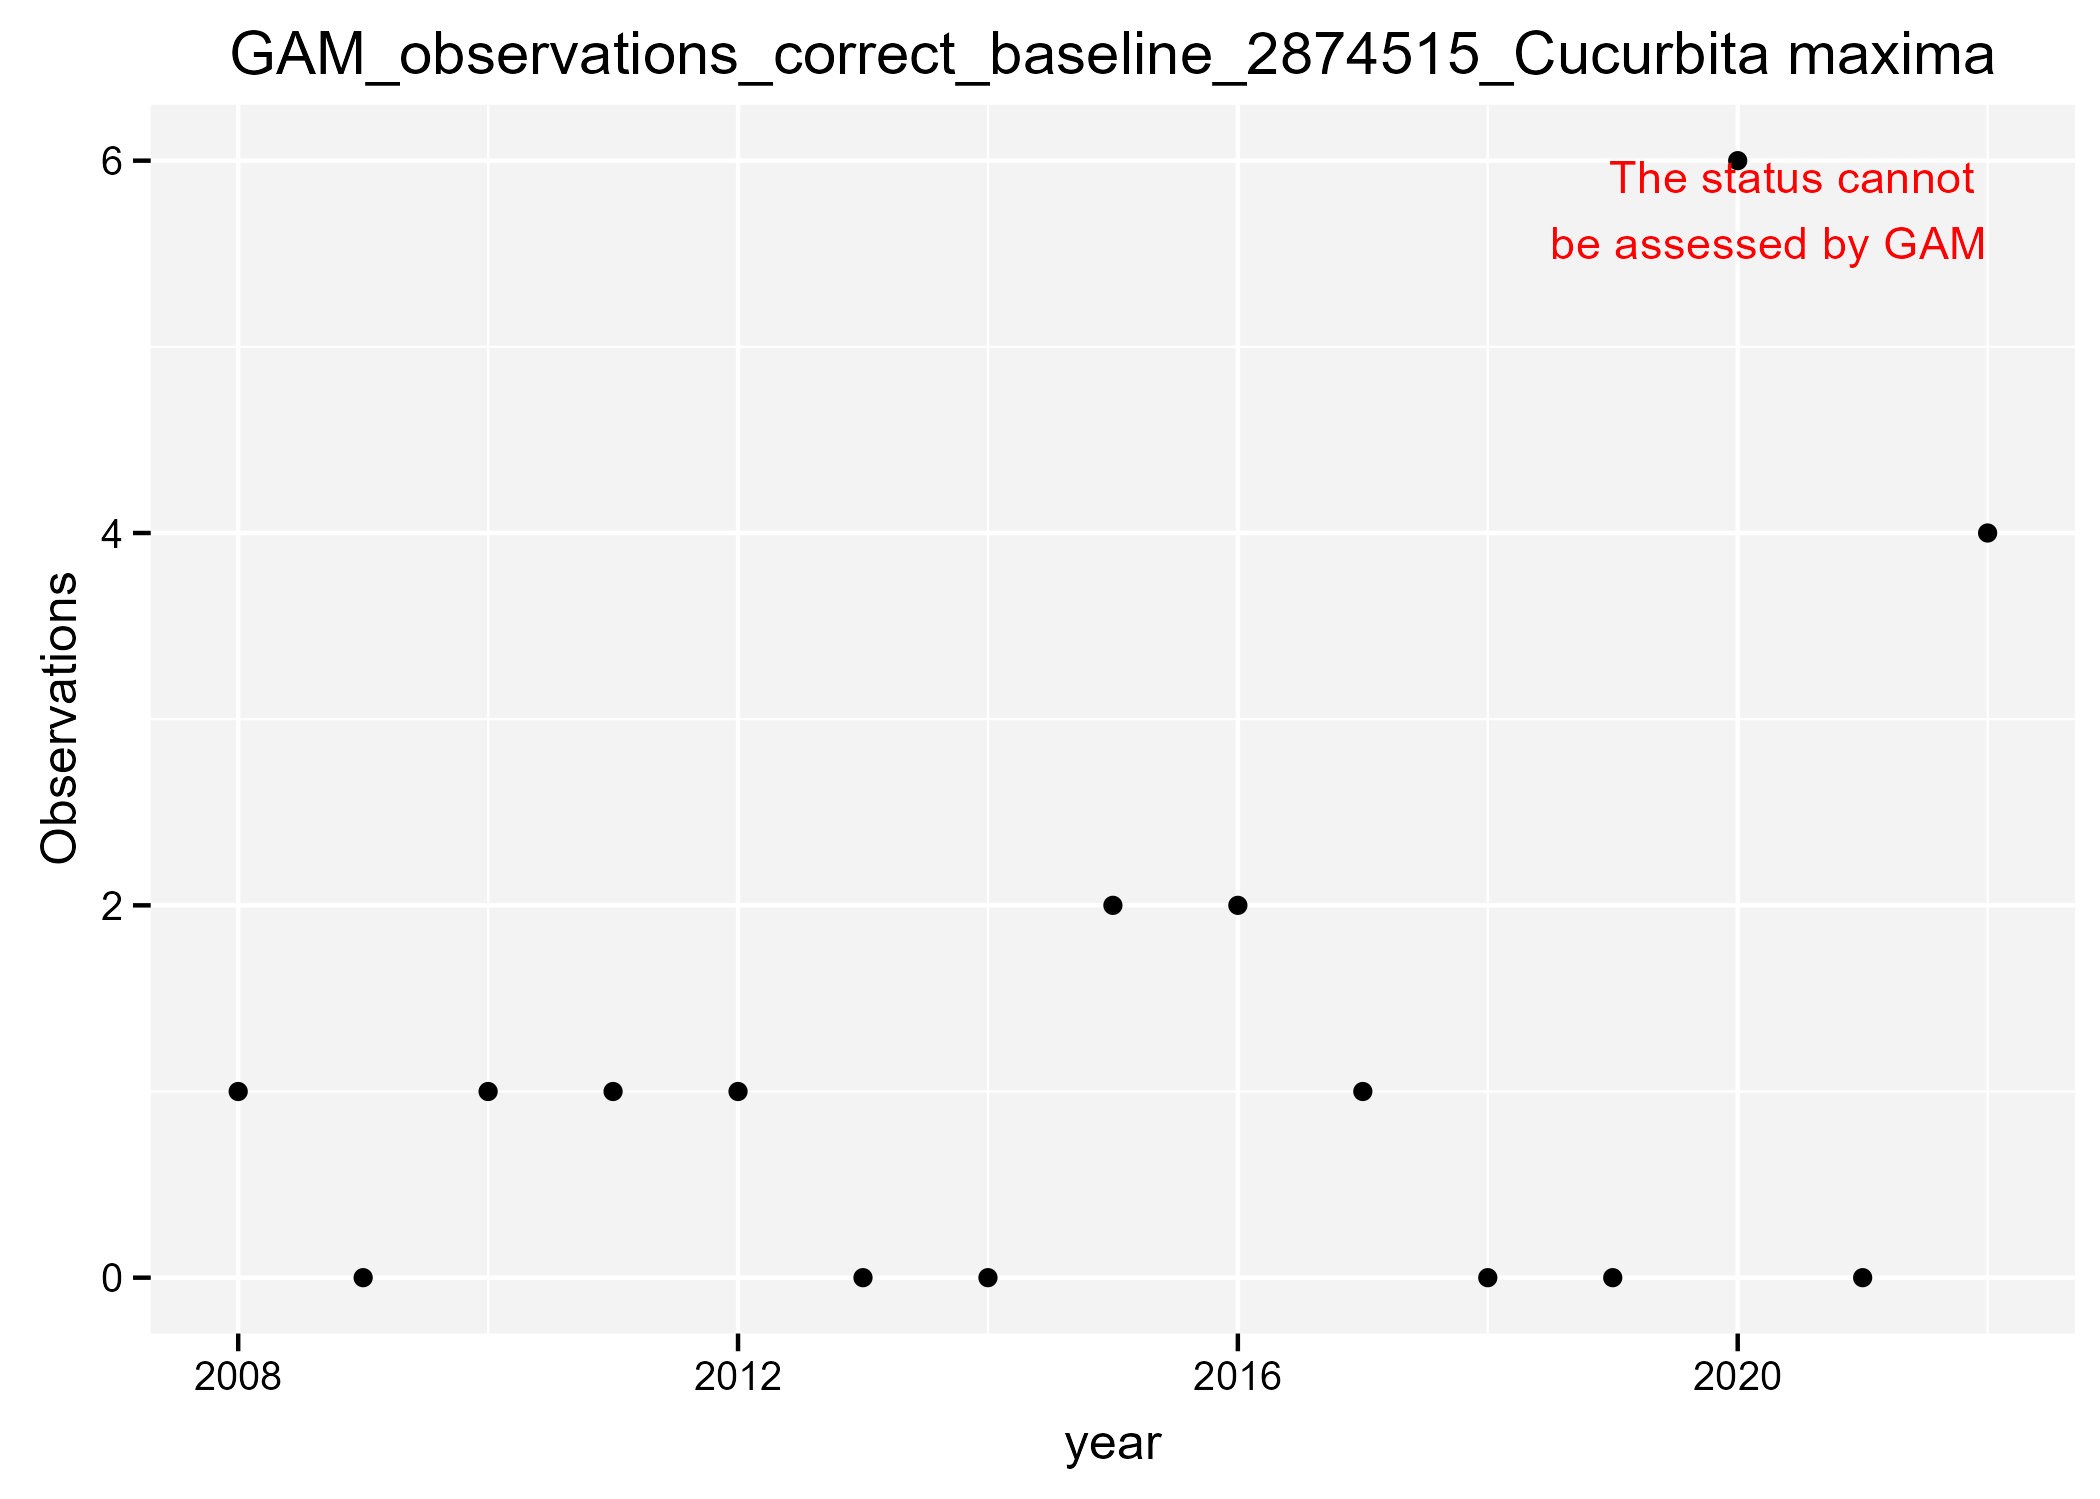 GAM_observations_correct_baseline_2874515_Cucurbita maxima
6
The status cannot
be assessed by GAM
4
Observations
2
0
2008 2012 2016 2020
year